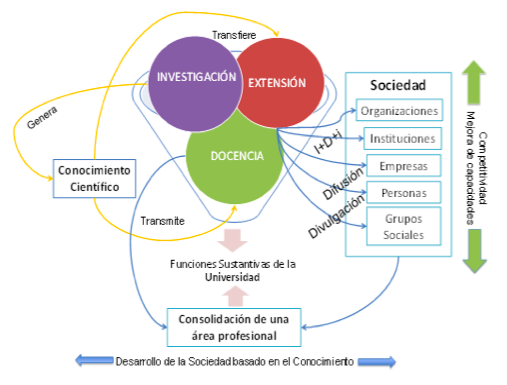 Transfiere
INVESTIGACIÓN
EXTENSIÓN
DOCENCIA
Genera
Conocimiento
Científico
Transmite
Sociedad
Organizaciones
Instituciones
Empresas
Personas
Grupos
Sociales
I+D+i
Difusión
Divulgación
Competitividad
Mejora de capacidades
Funciones Sustantivas de la
Universidad
Consolidación de una
área profesional
Desarrollo de la Sociedad basado en el Conocimiento